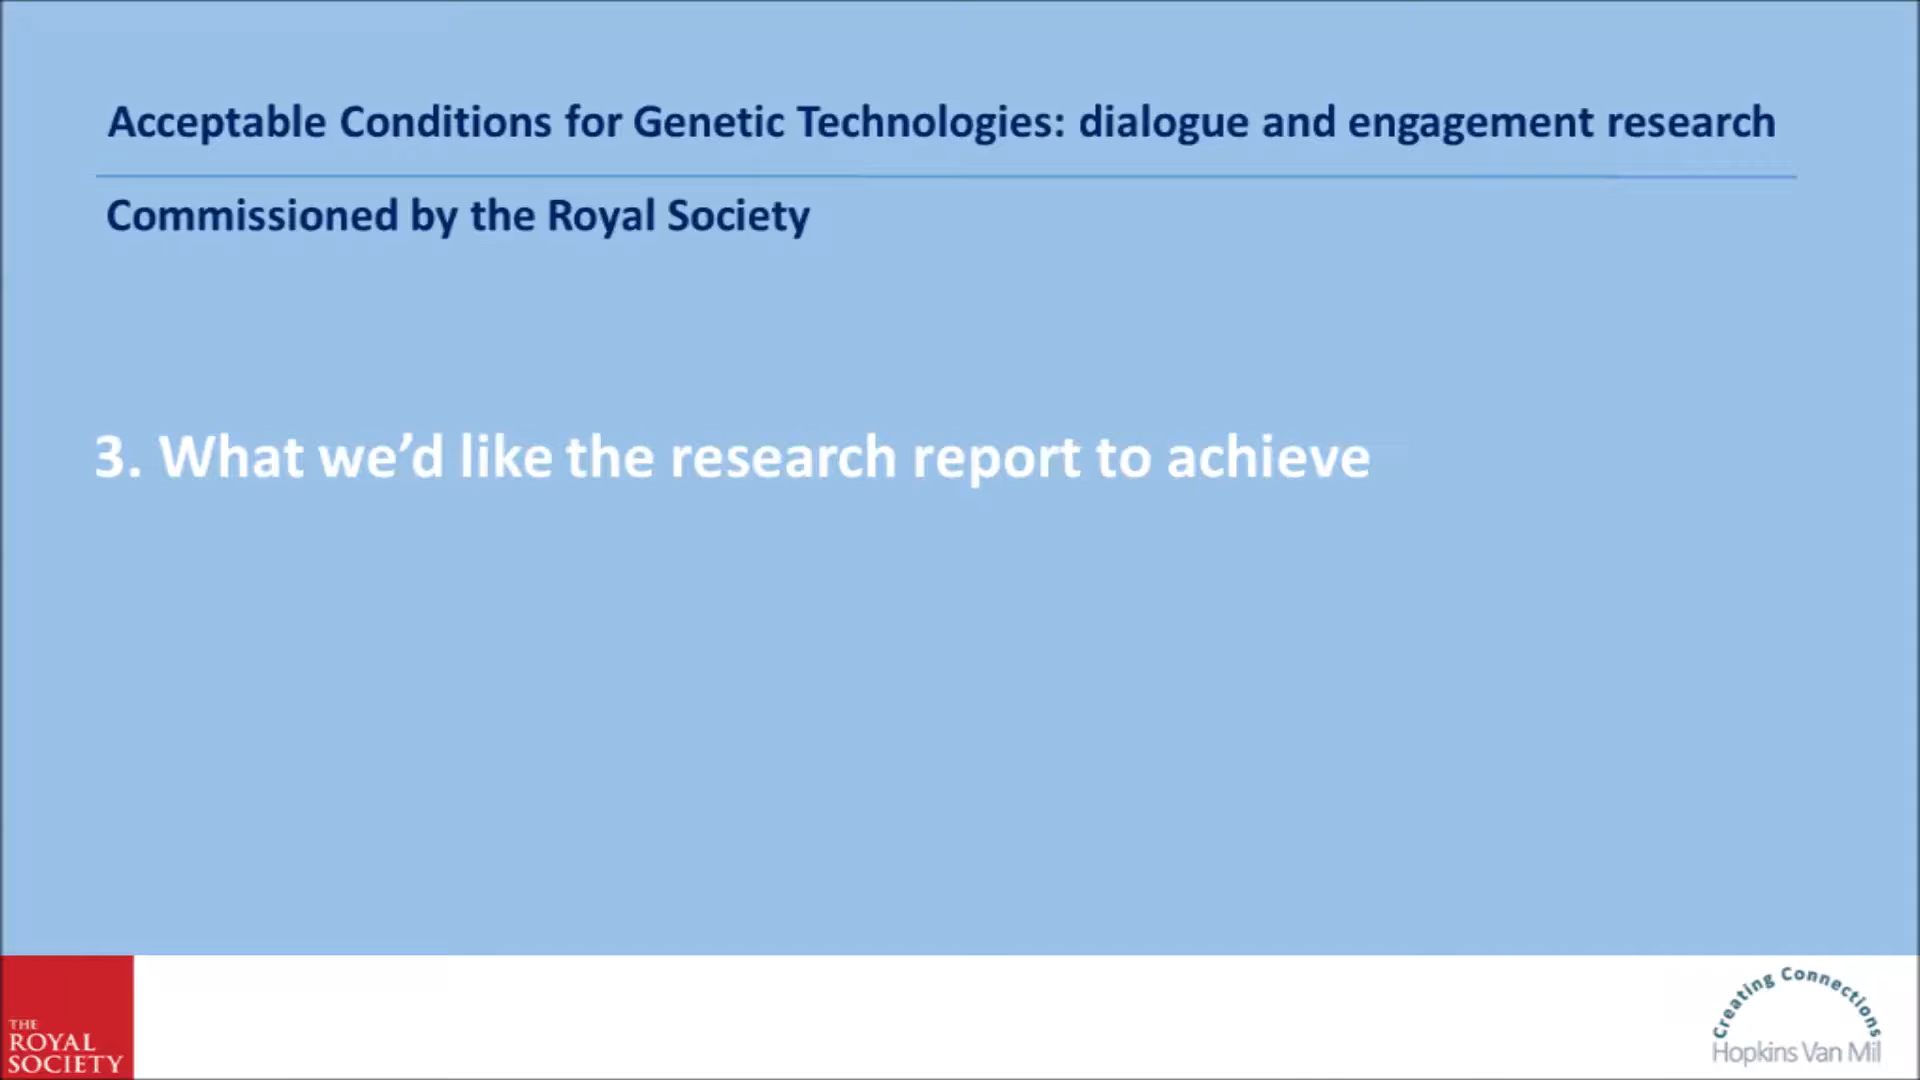 Acceptable Conditions for Genetic Technologies: dialogue and engagement research
Commissioned by the Royal Society
3. What we’d like the research report to achieve
THE
ROYAL
SOCIETY
Creating Connections
Hopkins Van Mil